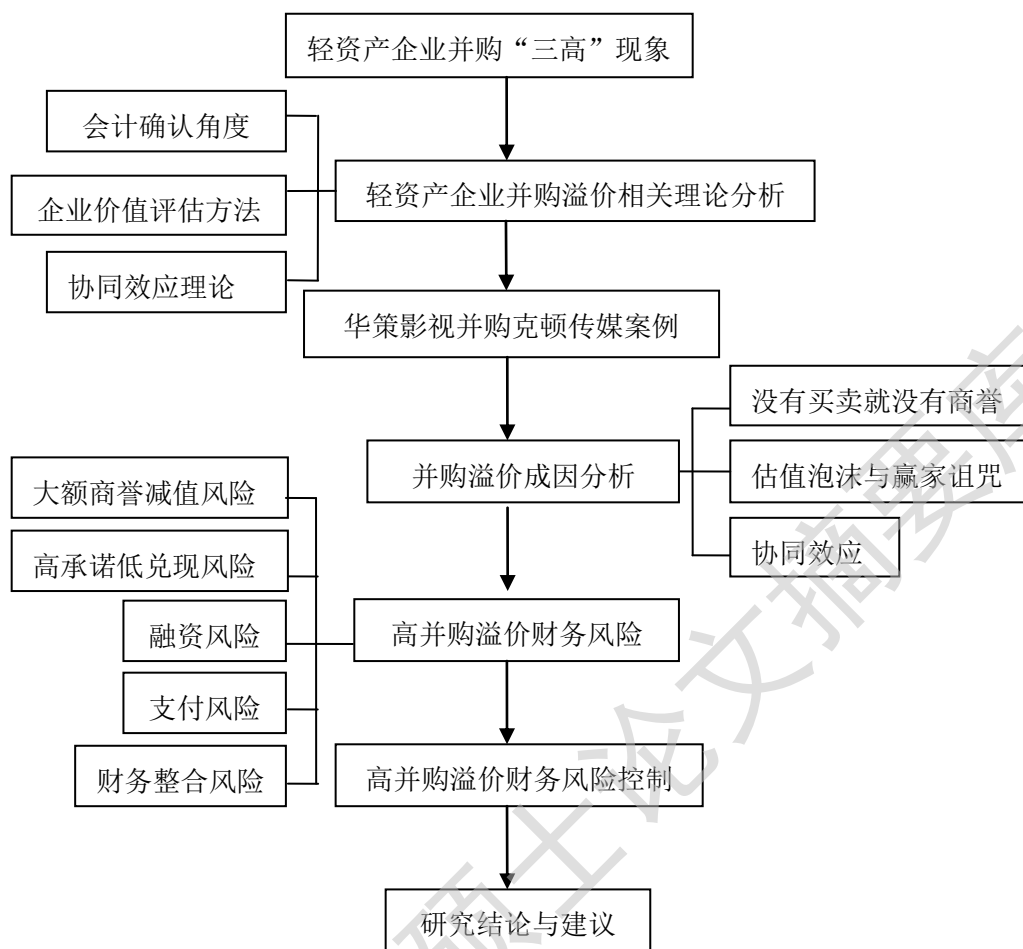 轻资产企业并购“三高”现象
会计确认角度
企业价值评估方法
协同效应理论
轻资产企业并购溢价相关理论分析
华策影视并购克顿传媒案例
并购溢价成因分析
没有买卖就没有商誉
估值泡沫与赢家诅咒
协同效应
大额商誉减值风险
高承诺低兑现风险
融资风险
支付风险
财务整合风险
高并购溢价财务风险
高并购溢价财务风险控制
研究结论与建议
硕士论文摘要库